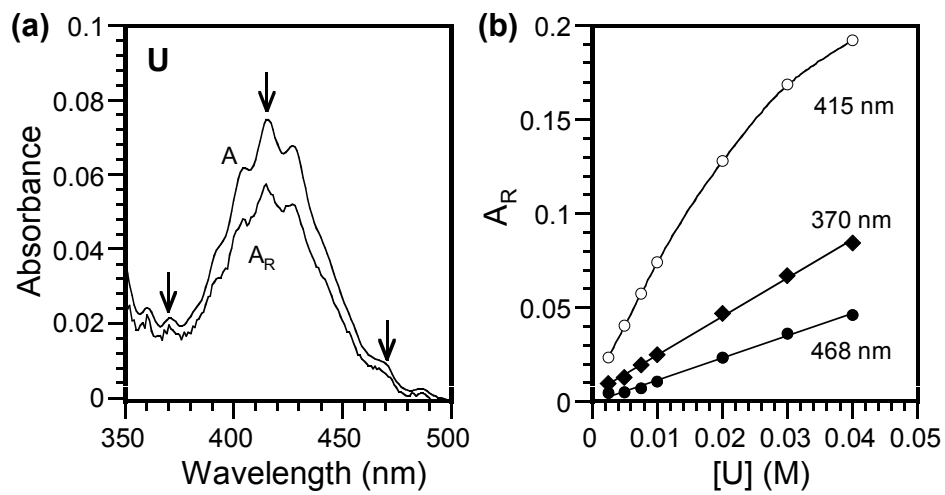 (a)
U
A
A_R
Absorbance
0.1
0.08
0.06
0.04
0.02
0
350
400
450
500
Wavelength (nm)
(b)
415 nm
370 nm
468 nm
A_R
0.2
0.15
0.1
0.05
0
0
0.01
0.02
0.03
0.04
0.05
[U] (M)